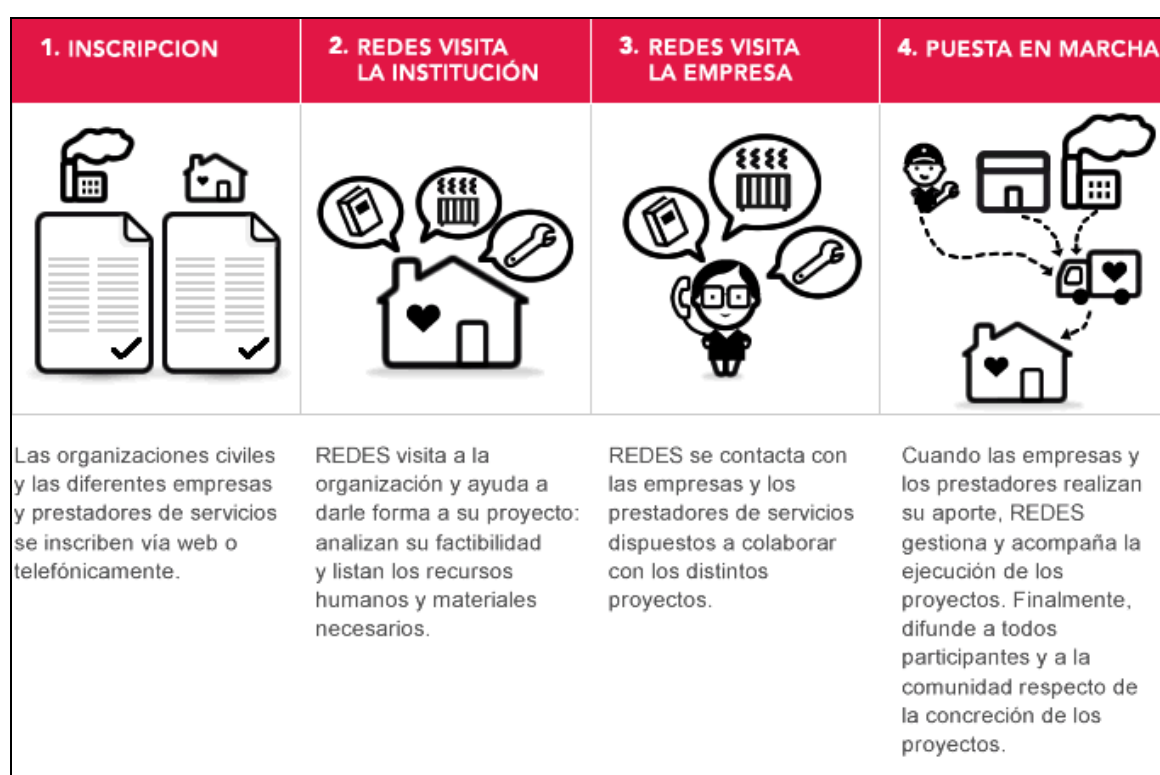 1. INSCRIPCION
2. REDES VISITA
LA INSTITUCIÓN
3. REDES VISITA
LA EMPRESA
4. PUESTA EN MARCHA
Las organizaciones civiles
y las diferentes empresas
y prestadores de servicios
se inscriben vía web o
telefónicamente.
REDES visita a la
organización y ayuda a
darle forma a su proyecto:
analizan su factibilidad
y listan los recursos
humanos y materiales
necesarios.
REDES se contacta con
las empresas y los
prestadores de servicios
dispuestos a colaborar
con los distintos
proyectos.
Cuando las empresas y
los prestadores realizan
su aporte, REDES
gestiona y acompaña la
ejecución de los
proyectos. Finalmente,
difunde a todos
participantes y a la
comunidad respecto de
la concreción de los
proyectos.